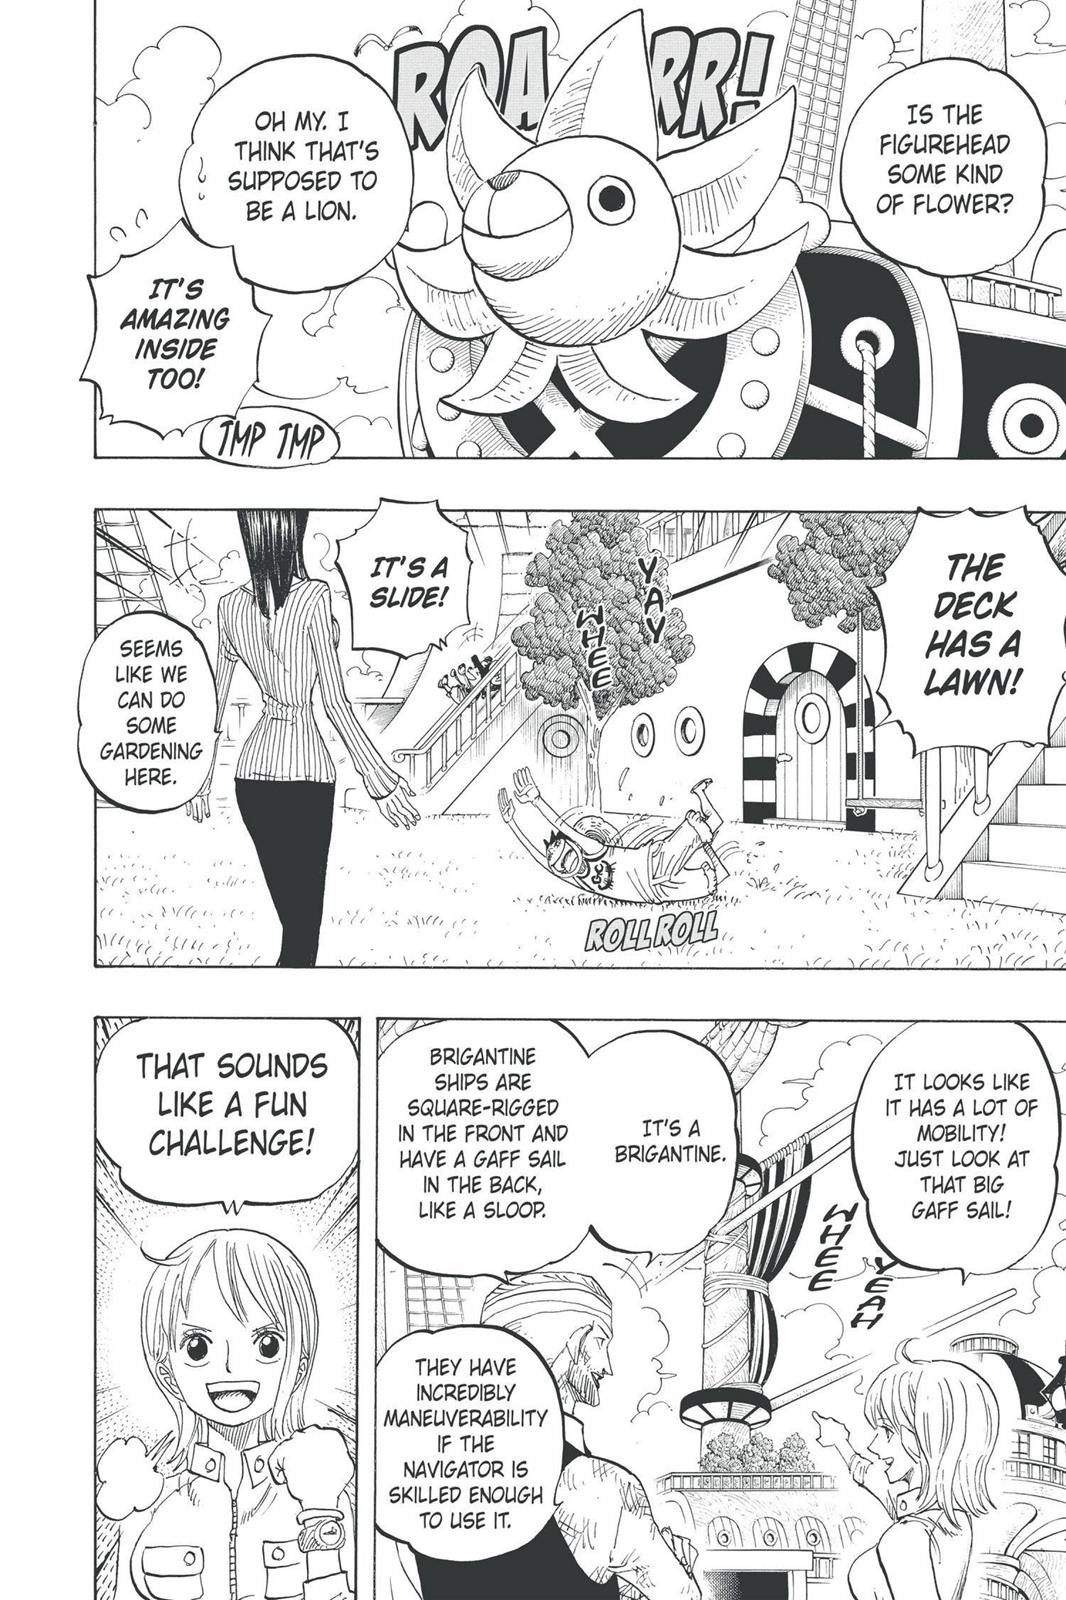 ROARRR!
IS THE
FIGUREHEAD
SOME KIND
OF FLOWER?
OH MY. I
THINK THAT'S
SUPPOSED TO
BE A LION.
IT'S
AMAZING
INSIDE
TOO!
TMP TMP
THE
DECK
HAS A
LAWN!
YAY
WHEE
IT'S A
SLIDE!
SEEMS
LIKE WE
CAN DO
SOME
GARDENING
HERE.
GC
ROLL ROLL
IT LOOKS LIKE
IT HAS A LOT OF
MOBILITY!
JUST LOOK AT
THAT BIG
GAFF SAIL!
YEAH
WHEE
IT'S A
BRIGANTINE.
BRIGANTINE
SHIPS ARE
SQUARE-RIGGED
IN THE FRONT AND
HAVE A GAFF SAIL
IN THE BACK,
LIKE A SLOOP.
THEY HAVE
INCREDIBLY
MANEUVERABILITY
IF THE
NAVIGATOR IS
SKILLED ENOUGH
TO USE IT.
THAT SOUNDS
LIKE A FUN
CHALLENGE!